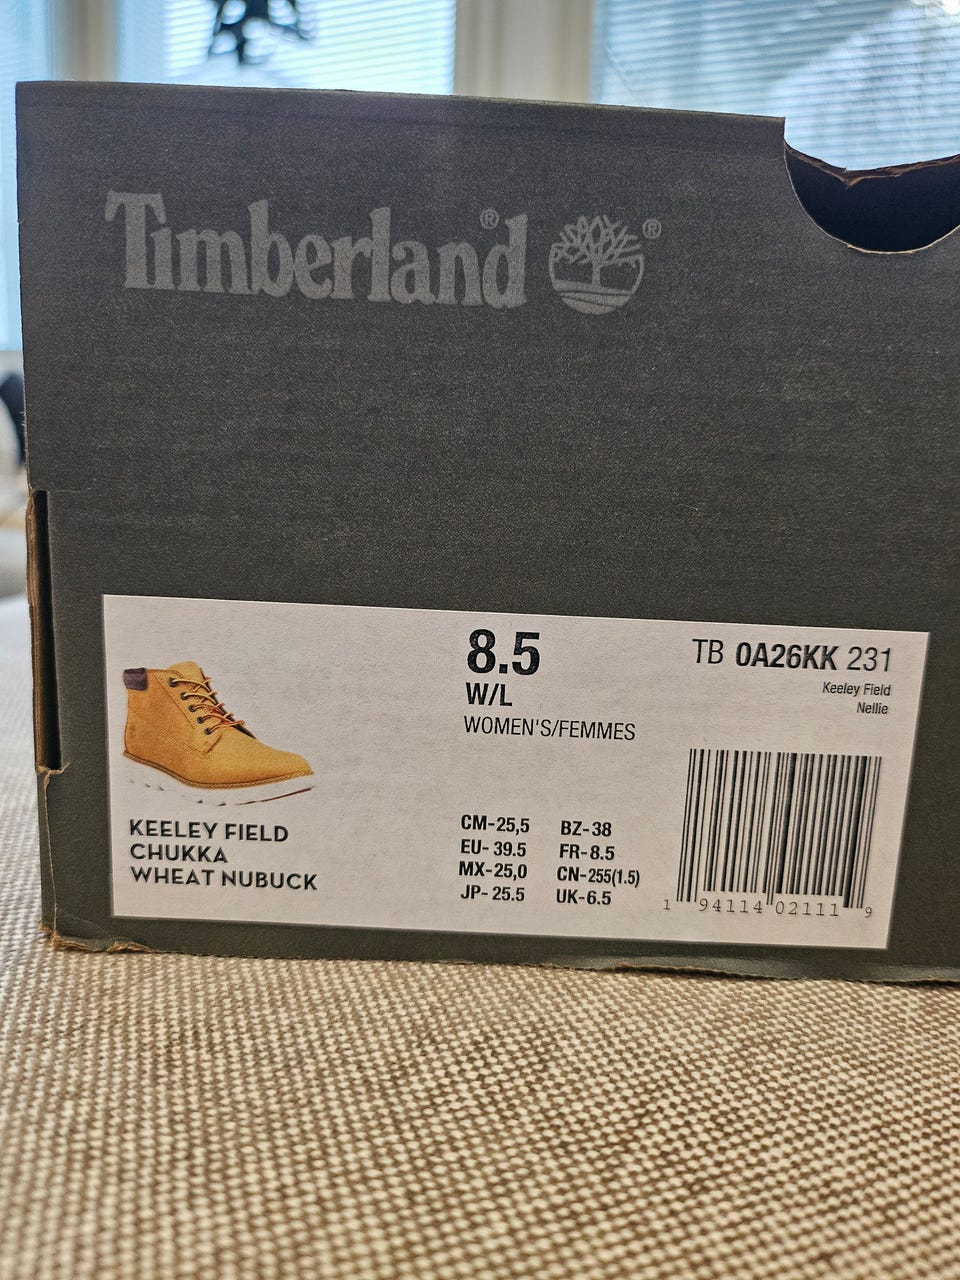 Timberland® ®
8.5
W/L
WOMEN'S/FEMMES
TB 0A26KK 231
Keeley Field
Nellie
KEELEY FIELD
CHUKKA
WHEAT NUBUCK
CM-25,5 BZ-38
EU-39.5 FR-8.5
MX-25,0 CN-255(1.5)
JP-25.5 UK-6.5
1 94114 02111 9